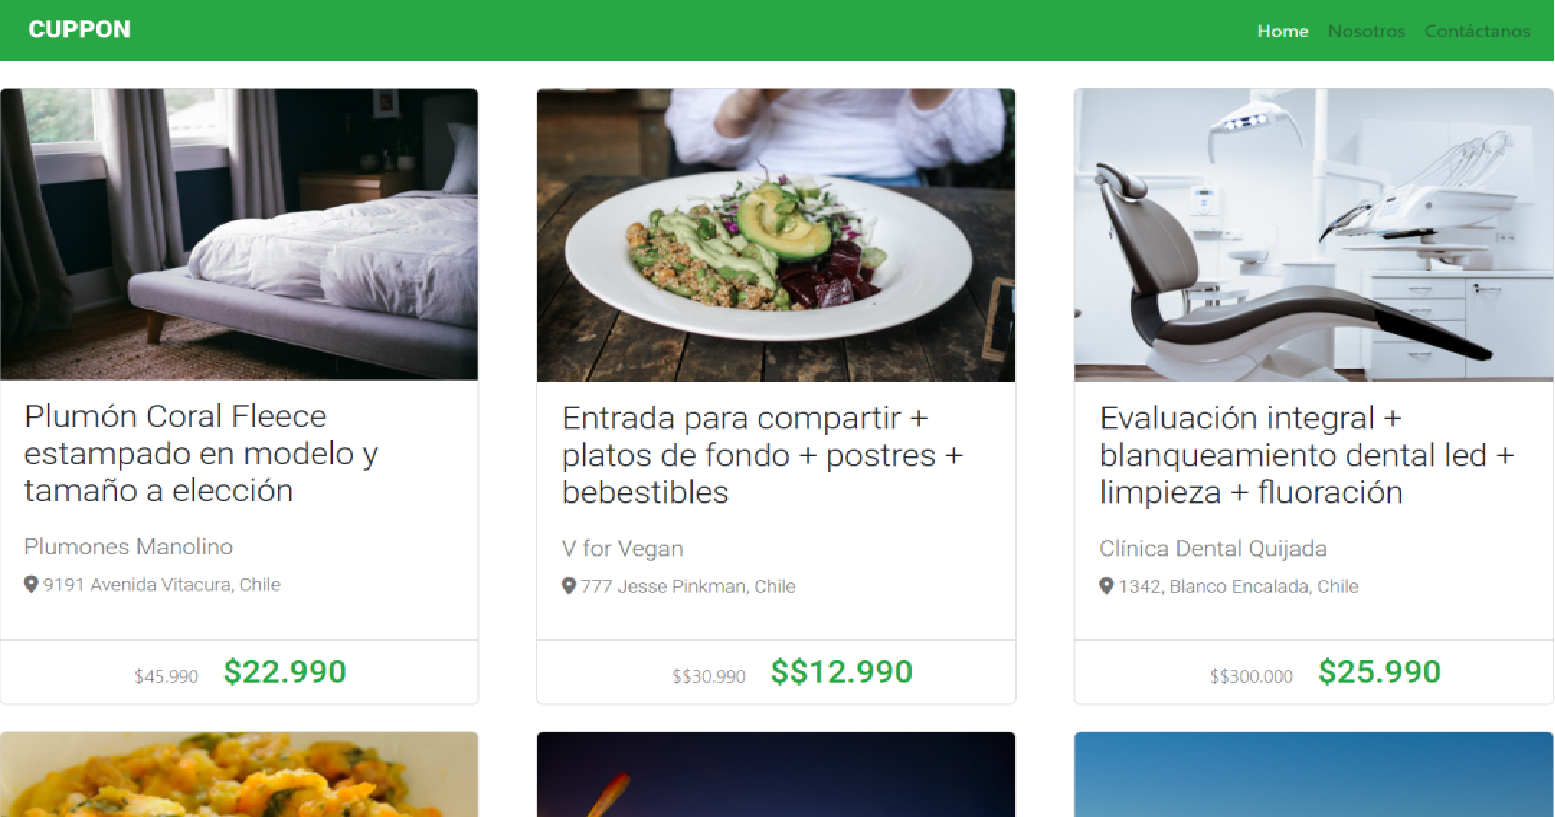 CUPPON
Home Nosotros Contáctanos
Plumón Coral Fleece
estampado en modelo y
tamaño a elección
Plumones Manolino
9191 Avenida Vitacura, Chile
$45.990 $22.990
Entrada para compartir +
platos de fondo + postres +
bebestibles
V for Vegan
777 Jesse Pinkman, Chile
$$30.990 $$12.990
Evaluación integral +
blanqueamiento dental led +
limpieza + fluoración
Clínica Dental Quijada
1342, Blanco Encalada, Chile
$$300.000 $25.990